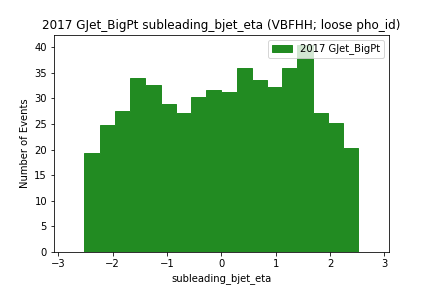 2017 GJet_BigPt subleading_bjet_eta (VBFHH; loose pho_id)
2017 GJet_BigPt
Number of Events
40
35
30
25
20
15
10
5
0
−3 −2 −1 0 1 2 3
subleading_bjet_eta